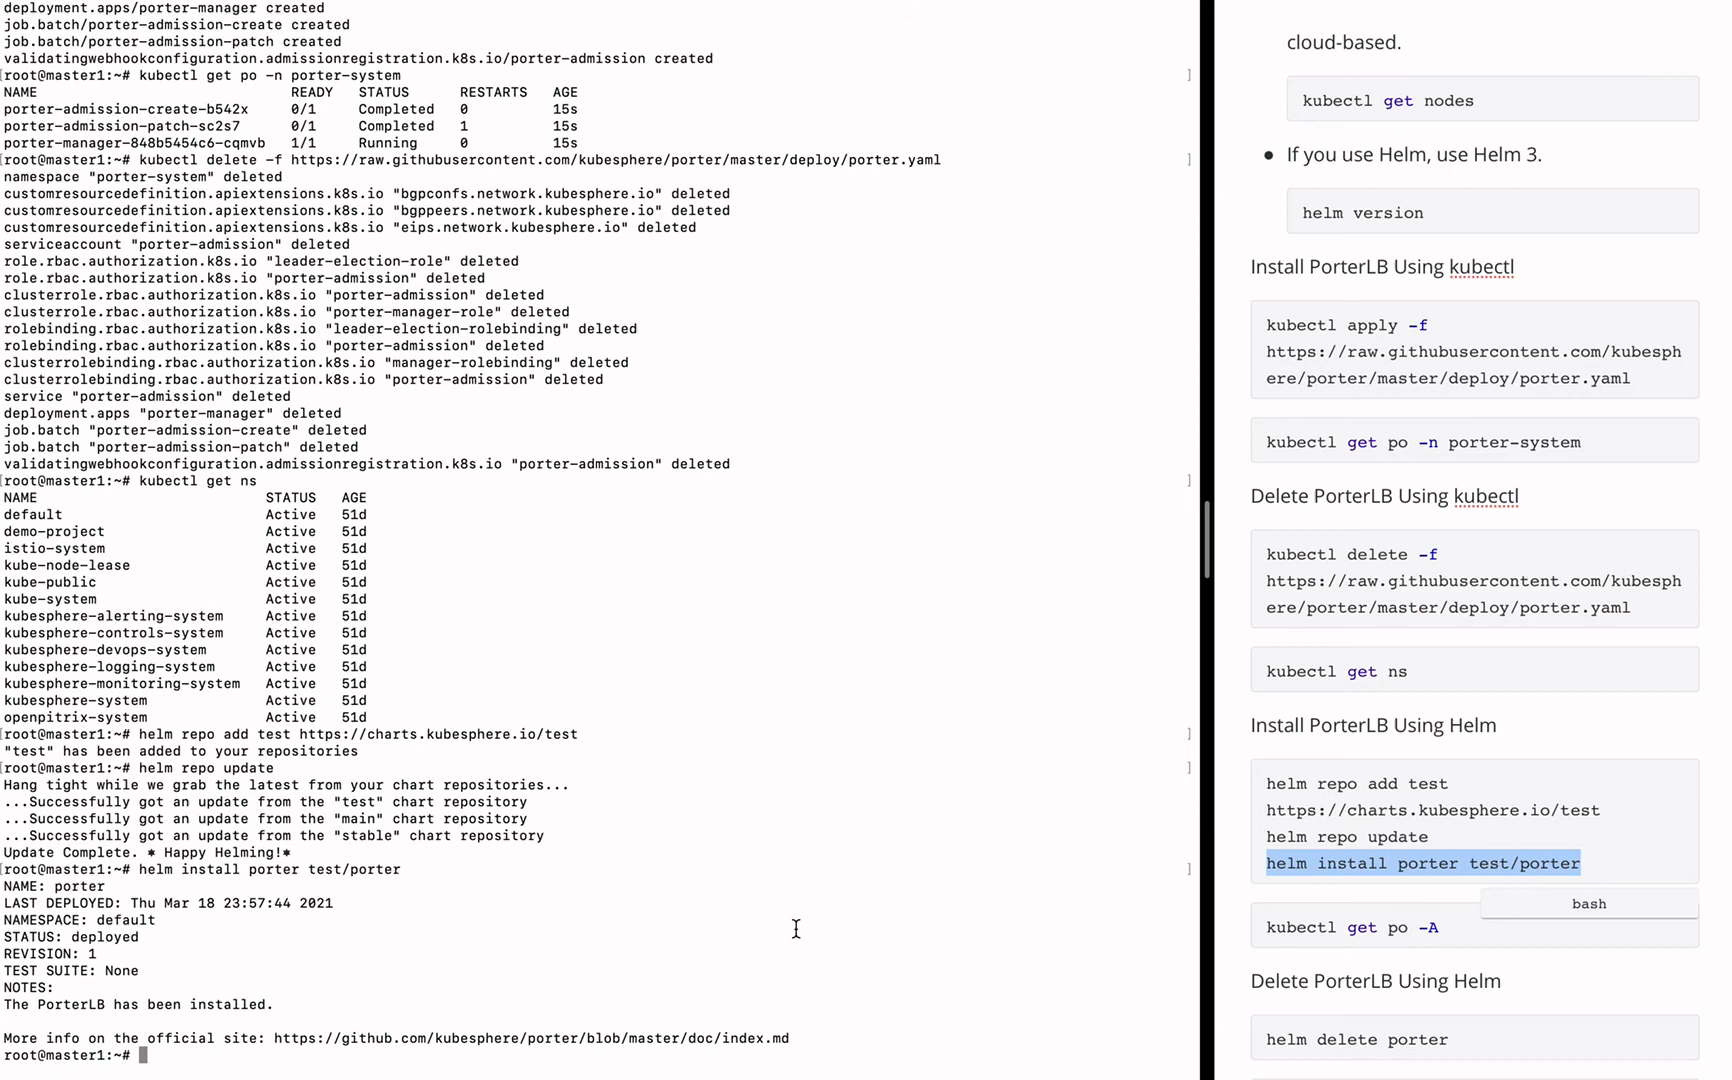 deployment.apps/porter-manager created
job.batch/porter-admission-create created
job.batch/porter-admission-patch created
validatingwebhookconfiguration.admissionregistration.k8s.io/porter-admission created
[root@master1:~# kubectl get po -n porter-system ]
NAME READY STATUS RESTARTS AGE
porter-admission-create-b542x 0/1 Completed 0 15s
porter-admission-patch-sc2s7 0/1 Completed 1 15s
porter-manager-848b5454c6-cqmvb 1/1 Running 0 15s
[root@master1:~# kubectl delete -f https://raw.githubusercontent.com/kubesphere/porter/master/deploy/porter.yaml ]
namespace "porter-system" deleted
customresourcedefinition.apiextensions.k8s.io "bgpconfs.network.kubesphere.io" deleted
customresourcedefinition.apiextensions.k8s.io "bgppeers.network.kubesphere.io" deleted
customresourcedefinition.apiextensions.k8s.io "eips.network.kubesphere.io" deleted
serviceaccount "porter-admission" deleted
role.rbac.authorization.k8s.io "leader-election-role" deleted
role.rbac.authorization.k8s.io "porter-admission" deleted
clusterrole.rbac.authorization.k8s.io "porter-admission" deleted
clusterrole.rbac.authorization.k8s.io "porter-manager-role" deleted
rolebinding.rbac.authorization.k8s.io "leader-election-rolebinding" deleted
rolebinding.rbac.authorization.k8s.io "porter-admission" deleted
clusterrolebinding.rbac.authorization.k8s.io "manager-rolebinding" deleted
clusterrolebinding.rbac.authorization.k8s.io "porter-admission" deleted
service "porter-admission" deleted
deployment.apps "porter-manager" deleted
job.batch "porter-admission-create" deleted
job.batch "porter-admission-patch" deleted
validatingwebhookconfiguration.admissionregistration.k8s.io "porter-admission" deleted
[root@master1:~# kubectl get ns ]
NAME STATUS AGE
default Active 51d
demo-project Active 51d
istio-system Active 51d
kube-node-lease Active 51d
kube-public Active 51d
kube-system Active 51d
kubesphere-alerting-system Active 51d
kubesphere-controls-system Active 51d
kubesphere-devops-system Active 51d
kubesphere-logging-system Active 51d
kubesphere-monitoring-system Active 51d
kubesphere-system Active 51d
openpitrix-system Active 51d
[root@master1:~# helm repo add test https://charts.kubesphere.io/test ]
"test" has been added to your repositories
[root@master1:~# helm repo update ]
Hang tight while we grab the latest from your chart repositories...
...Successfully got an update from the "test" chart repository
...Successfully got an update from the "main" chart repository
...Successfully got an update from the "stable" chart repository
Update Complete. ⎈ Happy Helming!⎈
[root@master1:~# helm install porter test/porter ]
NAME: porter
LAST DEPLOYED: Thu Mar 18 23:57:44 2021
NAMESPACE: default
STATUS: deployed
REVISION: 1
TEST SUITE: None
NOTES:
The PorterLB has been installed.
More info on the official site: https://github.com/kubesphere/porter/blob/master/doc/index.md
root@master1:~#
cloud-based.
kubectl get nodes
● If you use Helm, use Helm 3.
helm version
Install PorterLB Using kubectl
kubectl apply -f
https://raw.githubusercontent.com/kubesph
ere/porter/master/deploy/porter.yaml
kubectl get po -n porter-system
Delete PorterLB Using kubectl
kubectl delete -f
https://raw.githubusercontent.com/kubesph
ere/porter/master/deploy/porter.yaml
kubectl get ns
Install PorterLB Using Helm
helm repo add test
https://charts.kubesphere.io/test
helm repo update
helm install porter test/porter
bash
kubectl get po -A
Delete PorterLB Using Helm
helm delete porter